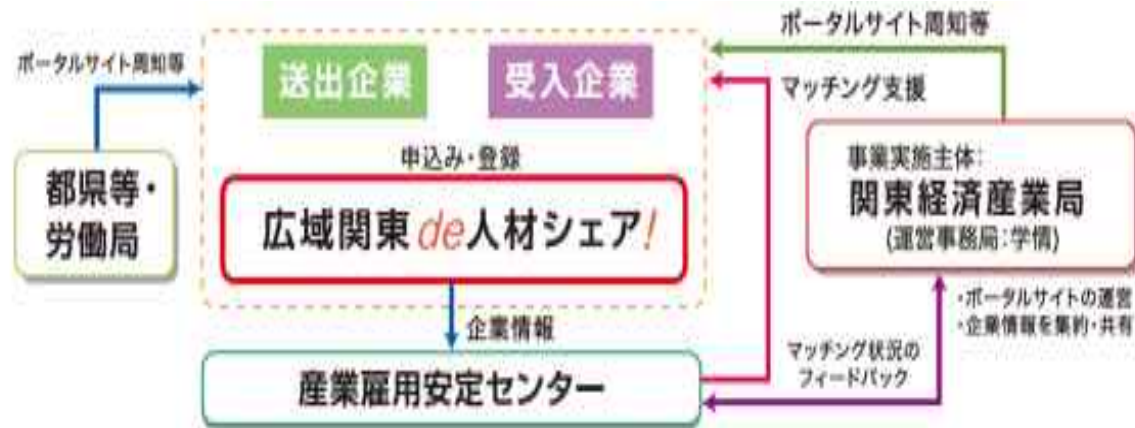 ポータルサイト周知等
送出企業
受入企業
ポータルサイト周知等
マッチング支援
申込み・登録
都県等・
労働局
広域関東de人材シェア!
事業実施主体:
関東経済産業局
(運営事務局:学情)
企業情報
・ポータルサイトの運営
・企業情報を集約・共有
マッチング状況の
フィードバック
産業雇用安定センター